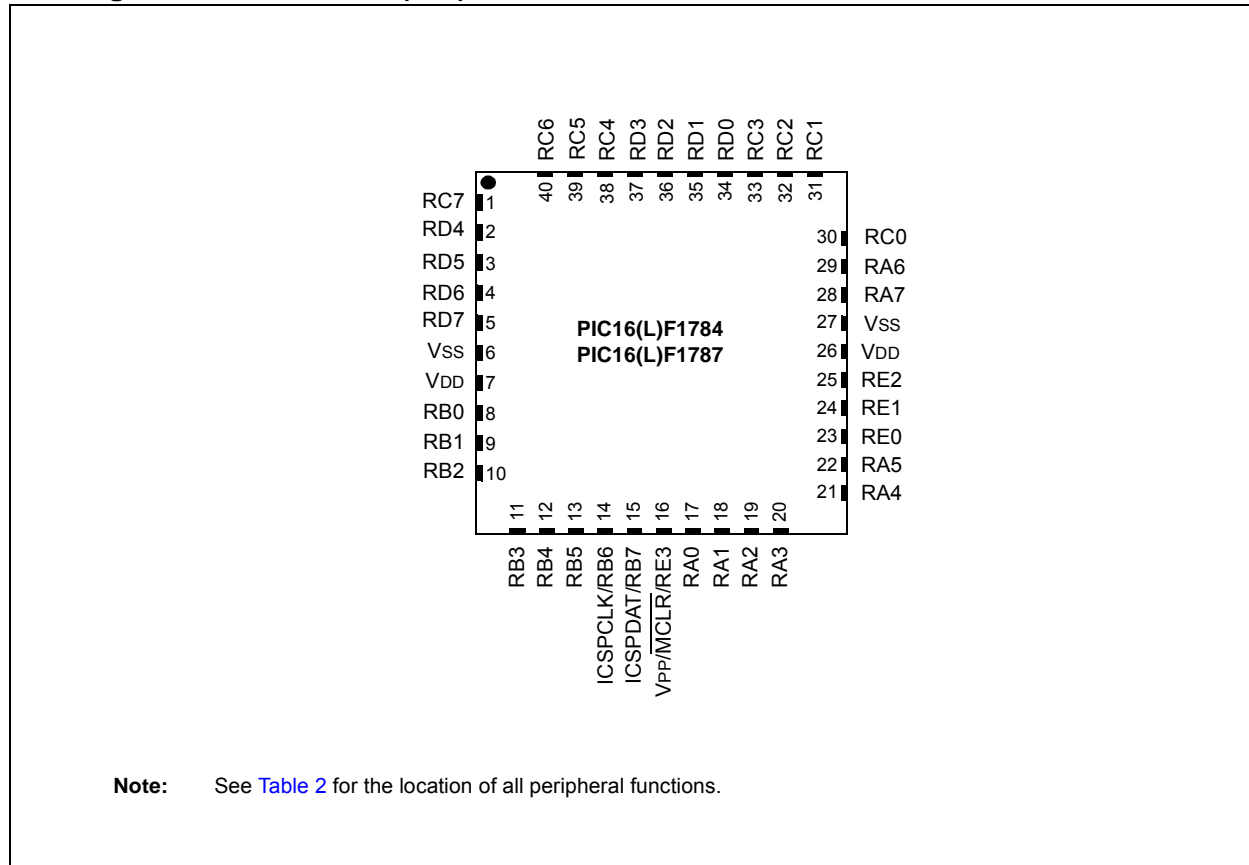 RC6
RC5
RC4
RD3
RD2
RD1
RD0
RC3
RC2
RC1
40
39
38
37
36
35
34
33
32
31
RC7 1
RD4 2
RD5 3
RD6 4
RD7 5
VSS 6
VDD 7
RB0 8
RB1 9
RB2 10
PIC16(L)F1784
PIC16(L)F1787
30 RC0
29 RA6
28 RA7
27 VSS
26 VDD
25 RE2
24 RE1
23 RE0
22 RA5
21 RA4
11
12
13
14
15
16
17
18
19
20
RB3
RB4
RB5
ICSPCLK/RB6
ICSPDAT/RB7
VPP/MCLR/RE3
RA0
RA1
RA2
RA3
Note: See Table 2 for the location of all peripheral functions.